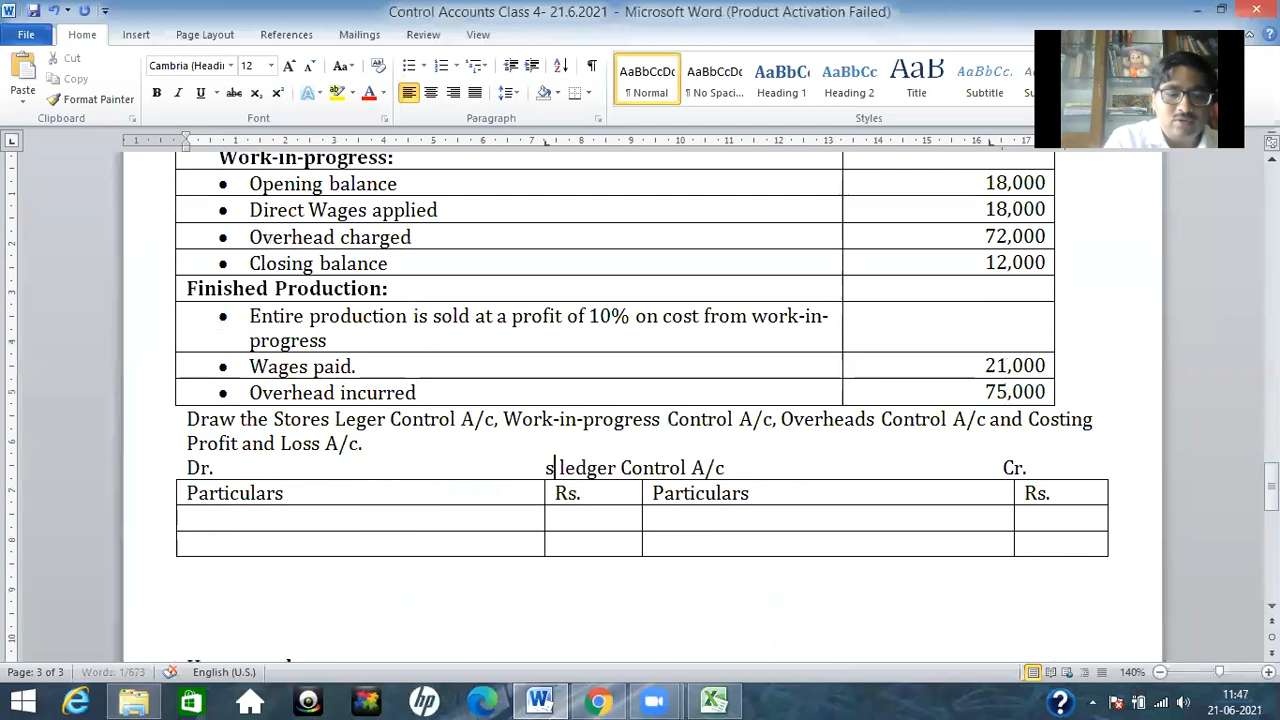 Control Accounts Class 4- 21.6.2021 - Microsoft Word (Product Activation Failed)
File Home Insert Page Layout References Mailings Review View
Cut
Copy
Format Painter
Paste
Clipboard
Cambria (Headi 12
Font
Paragraph
AaBbCcDc AaBbCcDc AaBbC AaBbCc AaB AaBbCcD
¶ Normal ¶ No Spaci... Heading 1 Heading 2 Title Subtitle
Styles
Work-in-progress:
• Opening balance 18,000
• Direct Wages applied 18,000
• Overhead charged 72,000
• Closing balance 12,000
Finished Production:
• Entire production is sold at a profit of 10% on cost from work-in-
progress
• Wages paid. 21,000
• Overhead incurred 75,000
Draw the Stores Leger Control A/c, Work-in-progress Control A/c, Overheads Control A/c and Costing
Profit and Loss A/c.
Dr. s ledger Control A/c Cr.
Particulars Rs. Particulars Rs.
Page: 3 of 3 Words: 1/673 English (U.S.) 140%
11:47
21-06-2021